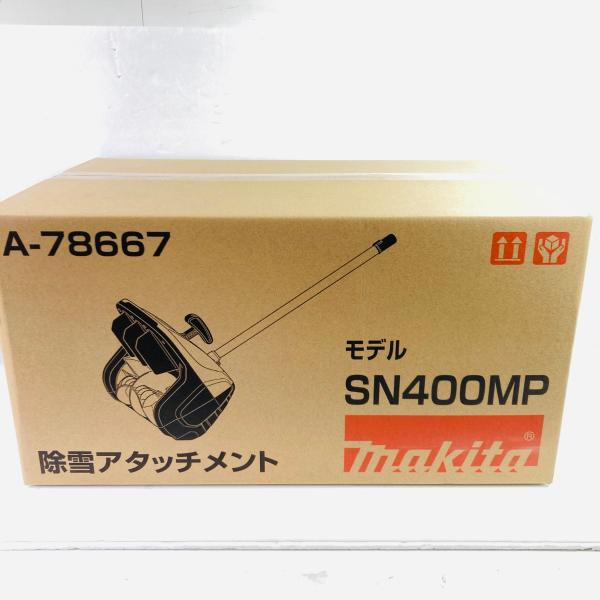 A-78667
モデル
SN400MP
makita®
除雪アタッチメント